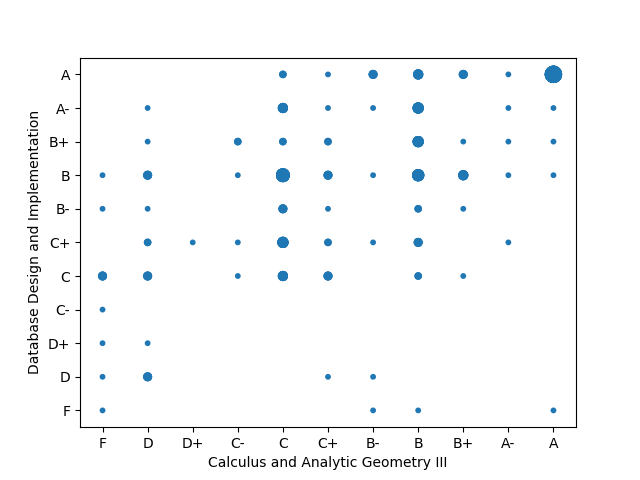 A
A-
B+
B
B-
C+
C
C-
D+
D
F
Database Design and Implementation
F D D+ C- C C+ B- B B+ A- A
Calculus and Analytic Geometry III